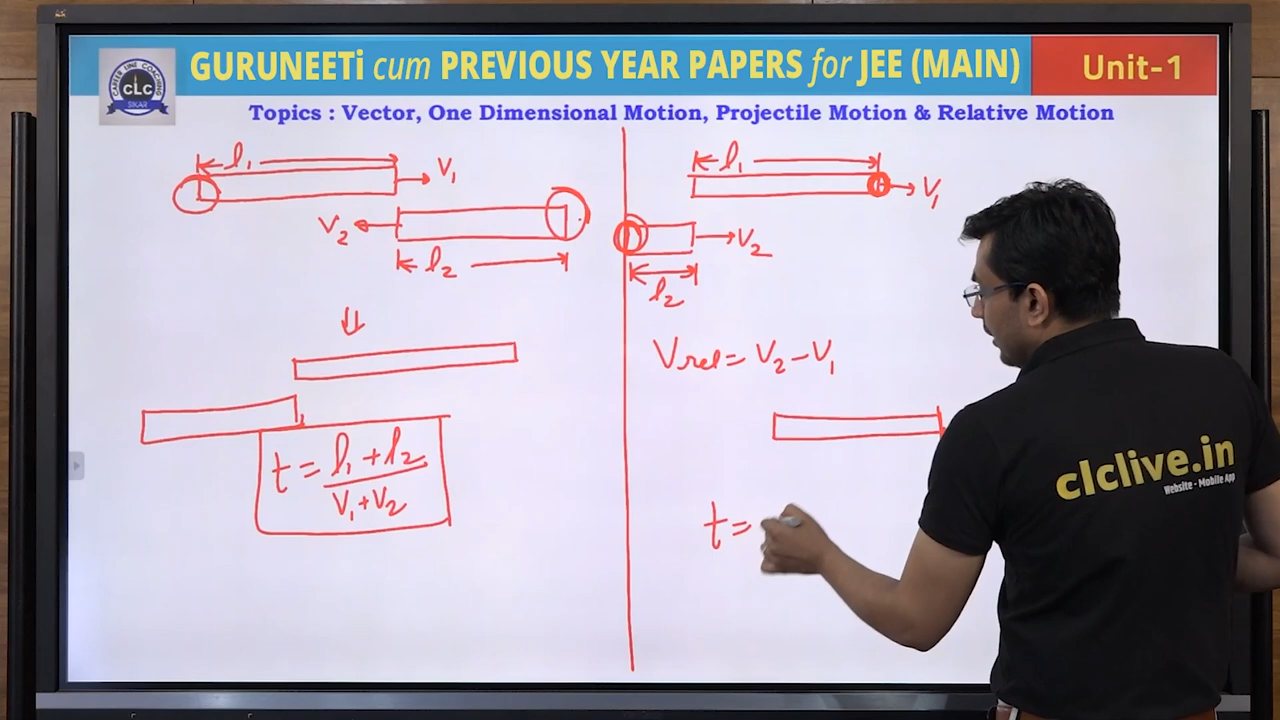 GURUNEETi cum PREVIOUS YEAR PAPERS for JEE (MAIN)
Unit-1
CAREER LINE COACHING
CLC
SIKAR
Topics : Vector, One Dimensional Motion, Projectile Motion & Relative Motion
l₁
V₁
V₂
l₂
⇓
t = (l₁ + l₂) / (V₁ + V₂)
l₁
V₁
V₂
l₂
Vrel = V₂ − V₁
t =
clclive.in
Website - Mobile App